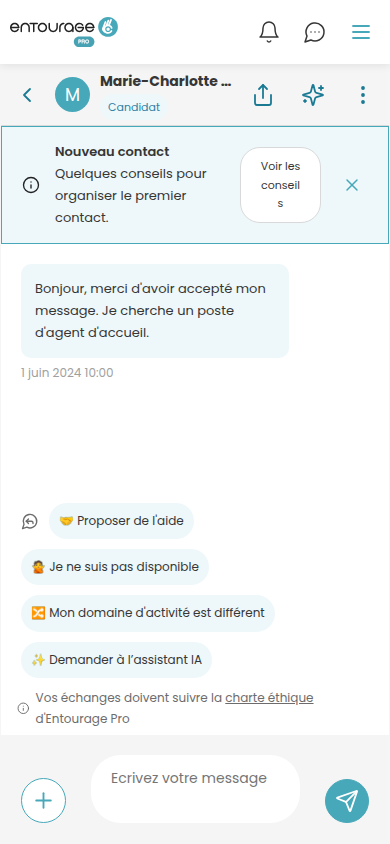 entourage
PRO
M
Marie-Charlotte ...
Candidat
Nouveau contact
Quelques conseils pour
organiser le premier
contact.
Voir les
conseil
s
Bonjour, merci d'avoir accepté mon
message. Je cherche un poste
d'agent d'accueil.
1 juin 2024 10:00
🤝 Proposer de l'aide
🤷 Je ne suis pas disponible
🔀 Mon domaine d'activité est différent
✨ Demander à l’assistant IA
Vos échanges doivent suivre la charte éthique
d'Entourage Pro
Ecrivez votre message